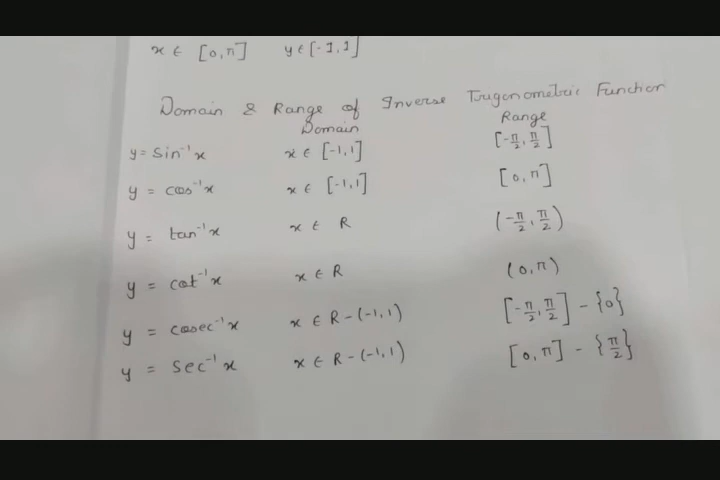 x ∈ [0, π] y ∈ [-1, 1]
Domain & Range of Inverse Trigonometric Function
Domain Range
y = sin⁻¹x x ∈ [-1, 1] [-π/2, π/2]
y = cos⁻¹x x ∈ [-1, 1] [0, π]
y = tan⁻¹x x ∈ R (-π/2, π/2)
y = cot⁻¹x x ∈ R (0, π)
y = cosec⁻¹x x ∈ R - (-1, 1) [-π/2, π/2] - {0}
y = sec⁻¹x x ∈ R - (-1, 1) [0, π] - {π/2}